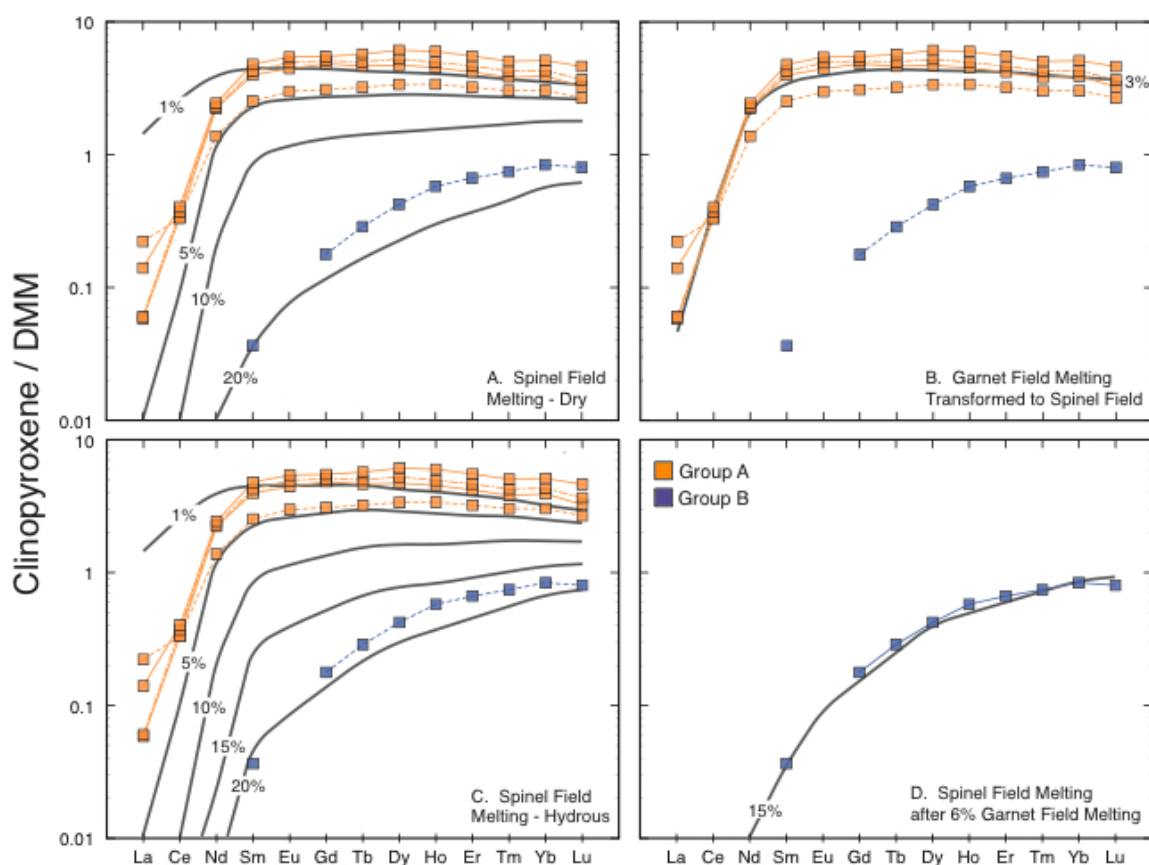 Clinopyroxene / DMM
10
1
0.1
0.01
1%
5%
10%
20%
A. Spinel Field
Melting - Dry
3%
B. Garnet Field Melting
Transformed to Spinel Field
10
1
0.1
0.01
1%
5%
10%
15%
20%
C. Spinel Field
Melting - Hydrous
Group A
Group B
15%
D. Spinel Field Melting
after 6% Garnet Field Melting
La Ce Nd Sm Eu Gd Tb Dy Ho Er Tm Yb Lu
La Ce Nd Sm Eu Gd Tb Dy Ho Er Tm Yb Lu